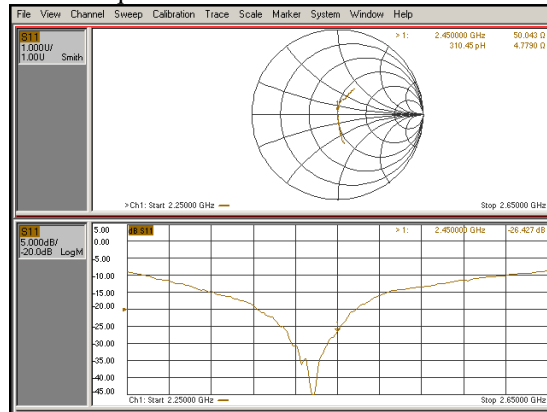 File View Channel Sweep Calibration Trace Scale Marker System Window Help
S11
1.000U/
1.00U Smith
> 1: 2.450000 GHz 50.043 Ω
310.45 pH 4.7790 Ω
>Ch1: Start 2.25000 GHz
Stop 2.65000 GHz
S11
5.000dB/
-20.0dB LogM
5.00
0.00
-5.00
-10.00
-15.00
-20.00
-25.00
-30.00
-35.00
-40.00
-45.00
dB S11
> 1: 2.450000 GHz -26.427 dB
Ch1: Start 2.25000 GHz
Stop 2.65000 GHz